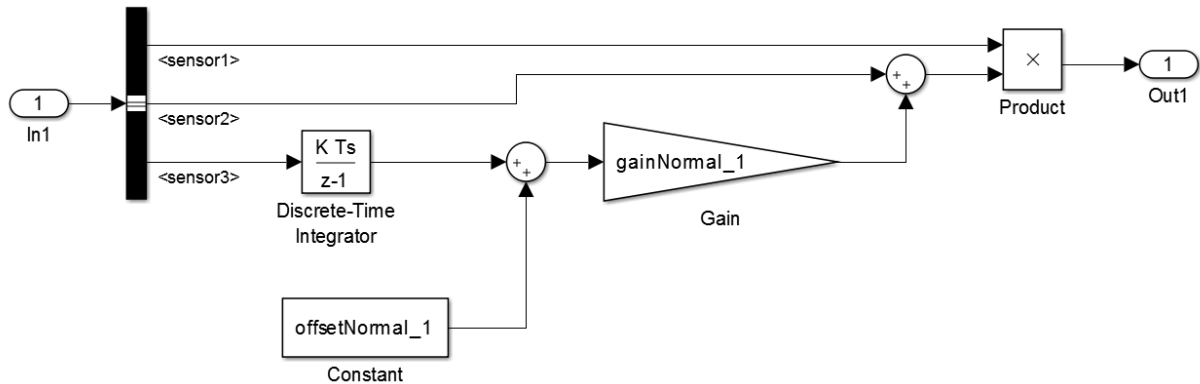 <sensor1>
1
In1
<sensor2>
<sensor3>
K Ts
z-1
Discrete-Time
Integrator
+
+
gainNormal_1
Gain
+
+
×
Product
1
Out1
offsetNormal_1
Constant